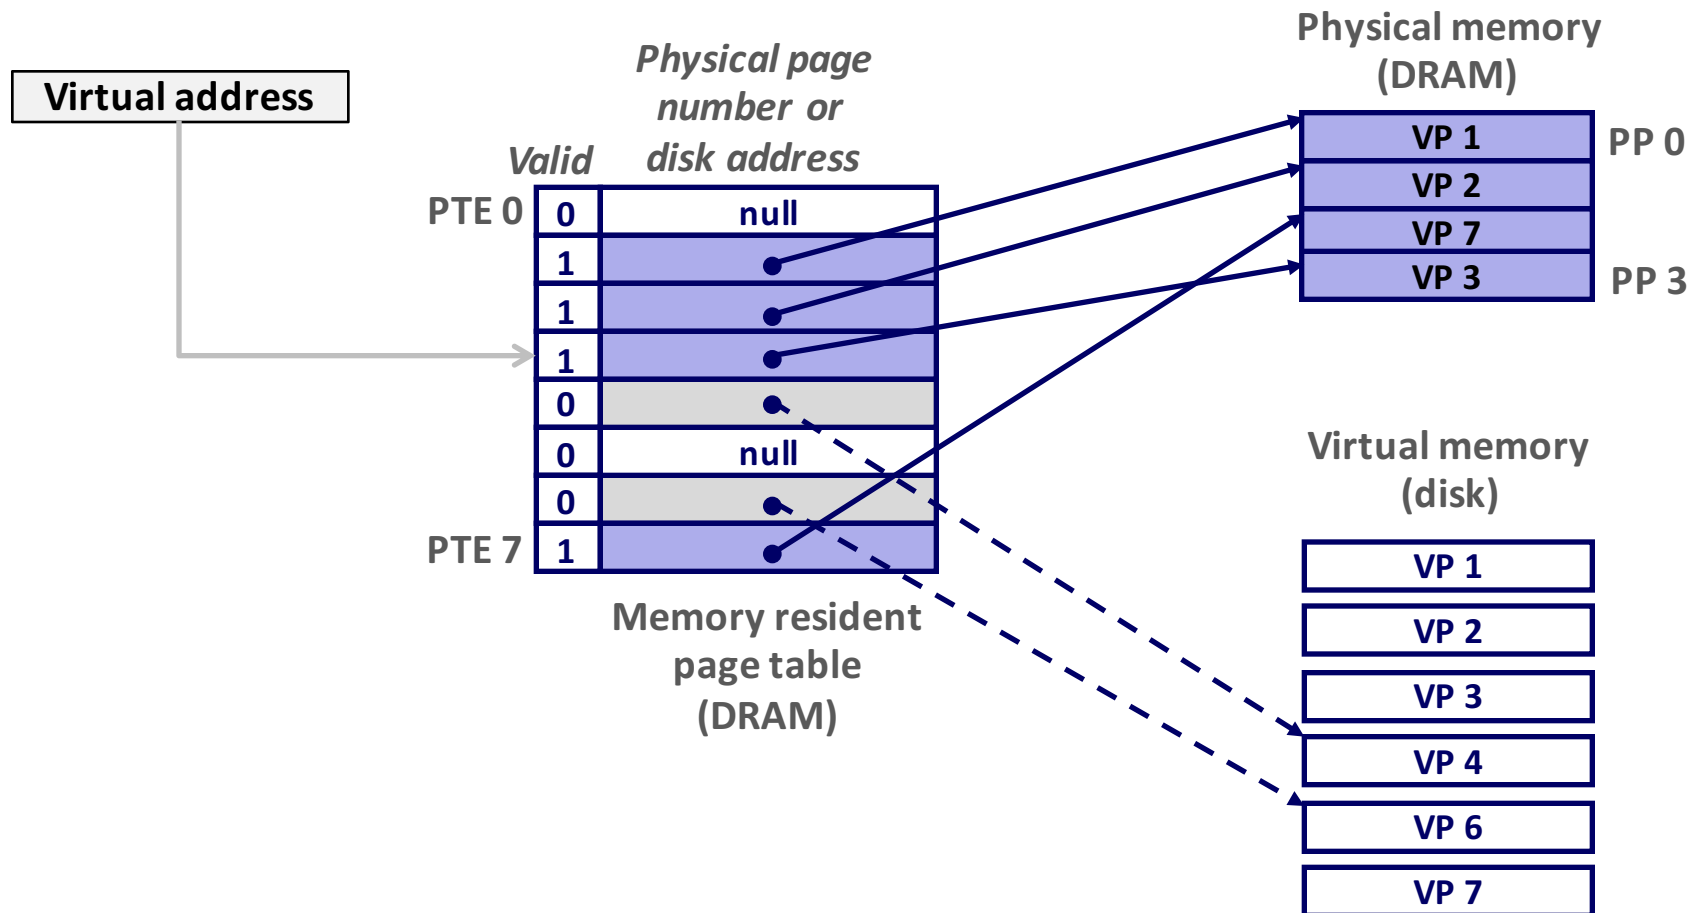 Physical memory
(DRAM)
Physical page
number or
disk address
Virtual address
Valid
VP 1
PP 0
VP 2
VP 7
VP 3
PP 3
PTE 0
0
null
1
1
1
0
0
null
0
PTE 7
1
Memory resident
page table
(DRAM)
Virtual memory
(disk)
VP 1
VP 2
VP 3
VP 4
VP 6
VP 7